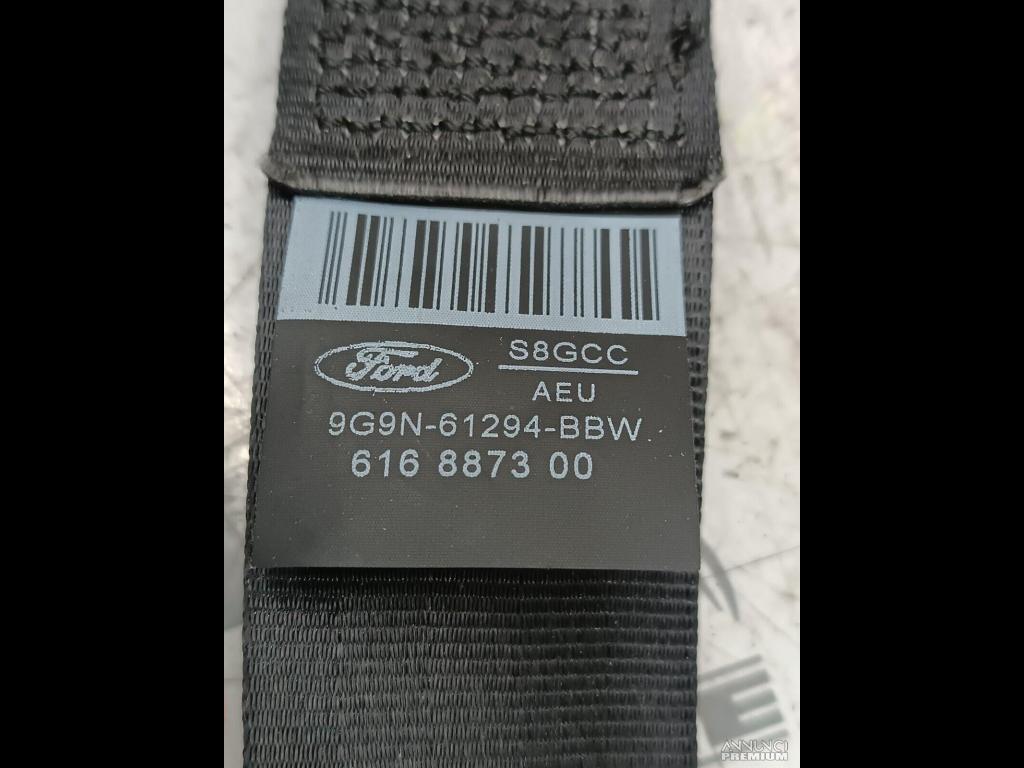 Ford
S8GCC
AEU
9G9N-61294-BBW
616 8873 00
ANNUNCI
PREMIUM